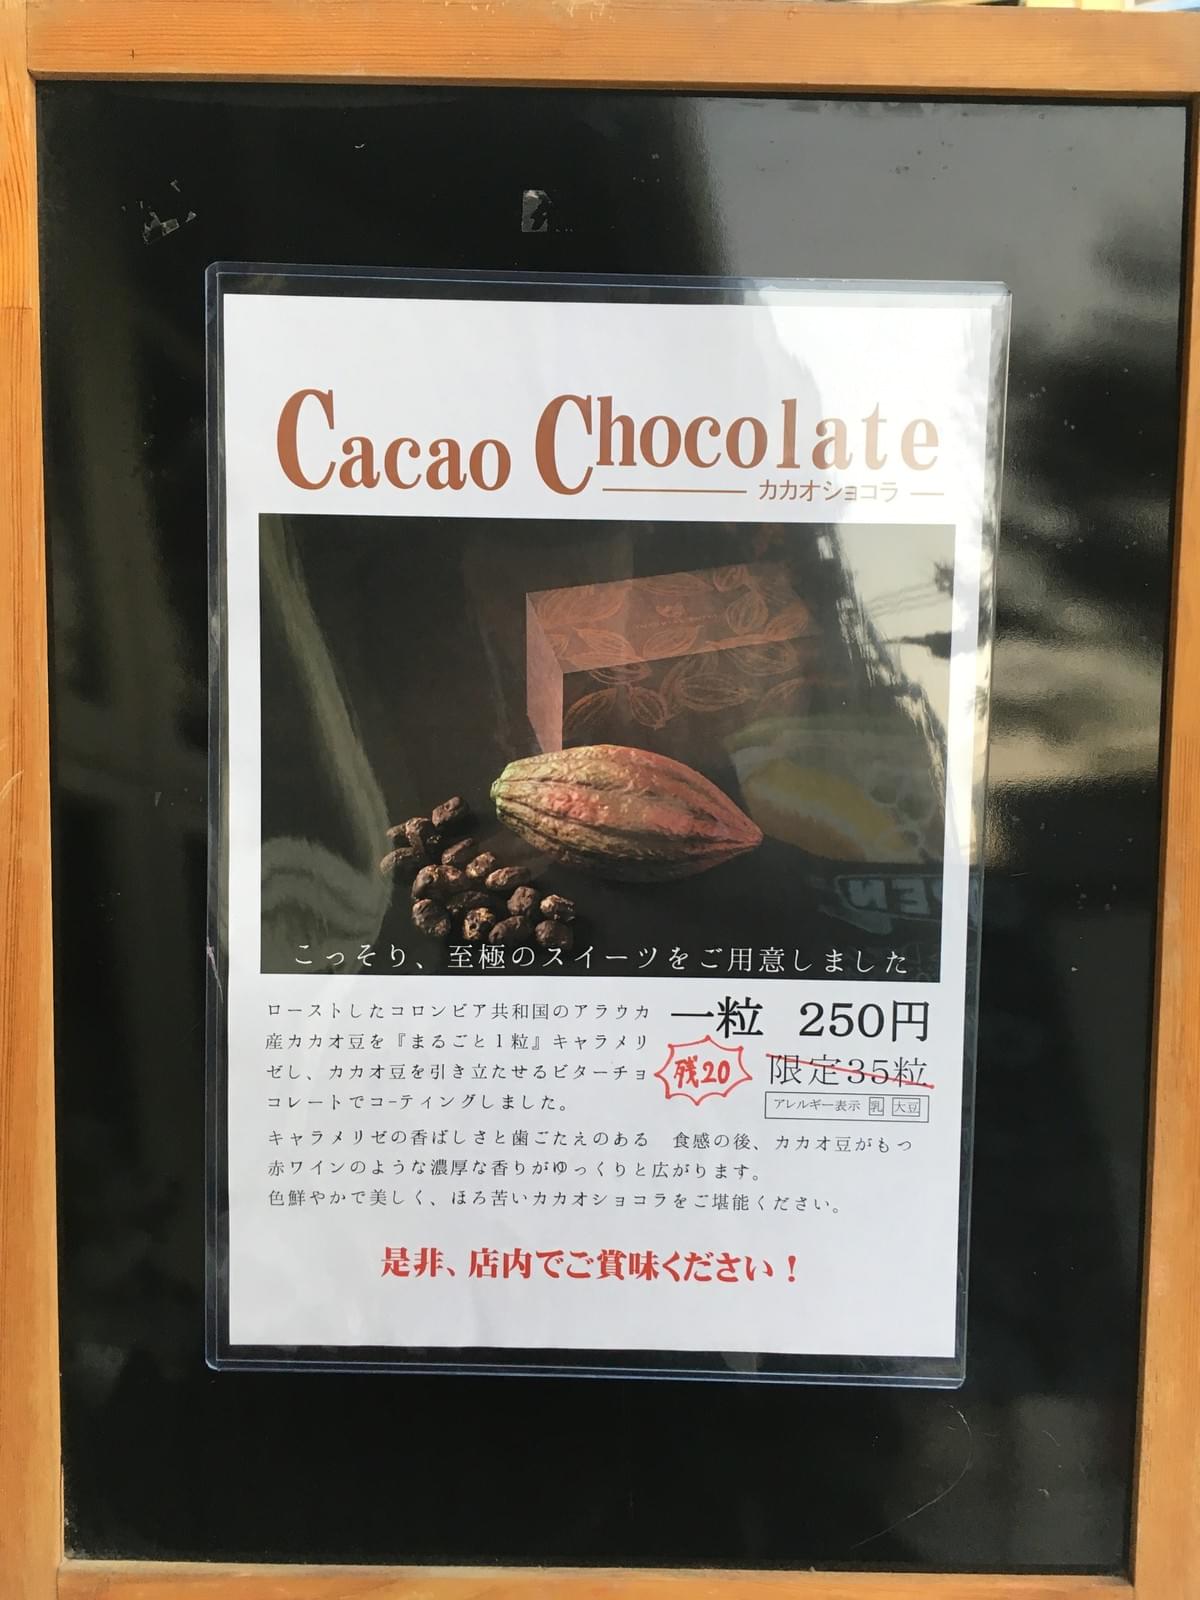 Cacao Chocolate
カカオショコラ
こっそり、至極のスイーツをご用意しました
ローストしたコロンビア共和国のアラウカ
産カカオ豆を『まるごと１粒』キャラメリ
ゼし、カカオ豆を引き立たせるビターチョ
コレートでコ-ティングしました。
一粒 250円
残20
限定35粒
アレルギー表示 乳 大豆
キャラメリゼの香ばしさと歯ごたえのある　食感の後、カカオ豆がもつ
赤ワインのような濃厚な香りがゆっくりと広がります。
色鮮やかで美しく、ほろ苦いカカオショコラをご堪能ください。
是非、店内でご賞味ください！